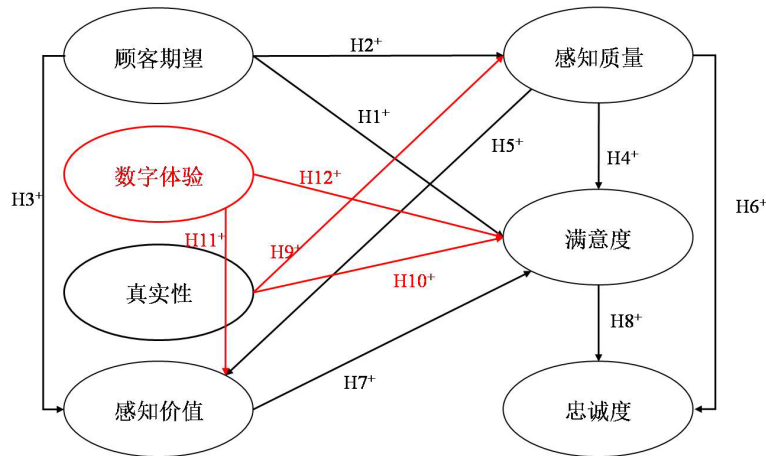 顾客期望
H2⁺
感知质量
H1⁺
H5⁺
H4⁺
数字体验
H12⁺
H3⁺
H6⁺
H11⁺
H9⁺
满意度
真实性
H10⁺
H8⁺
感知价值
H7⁺
忠诚度